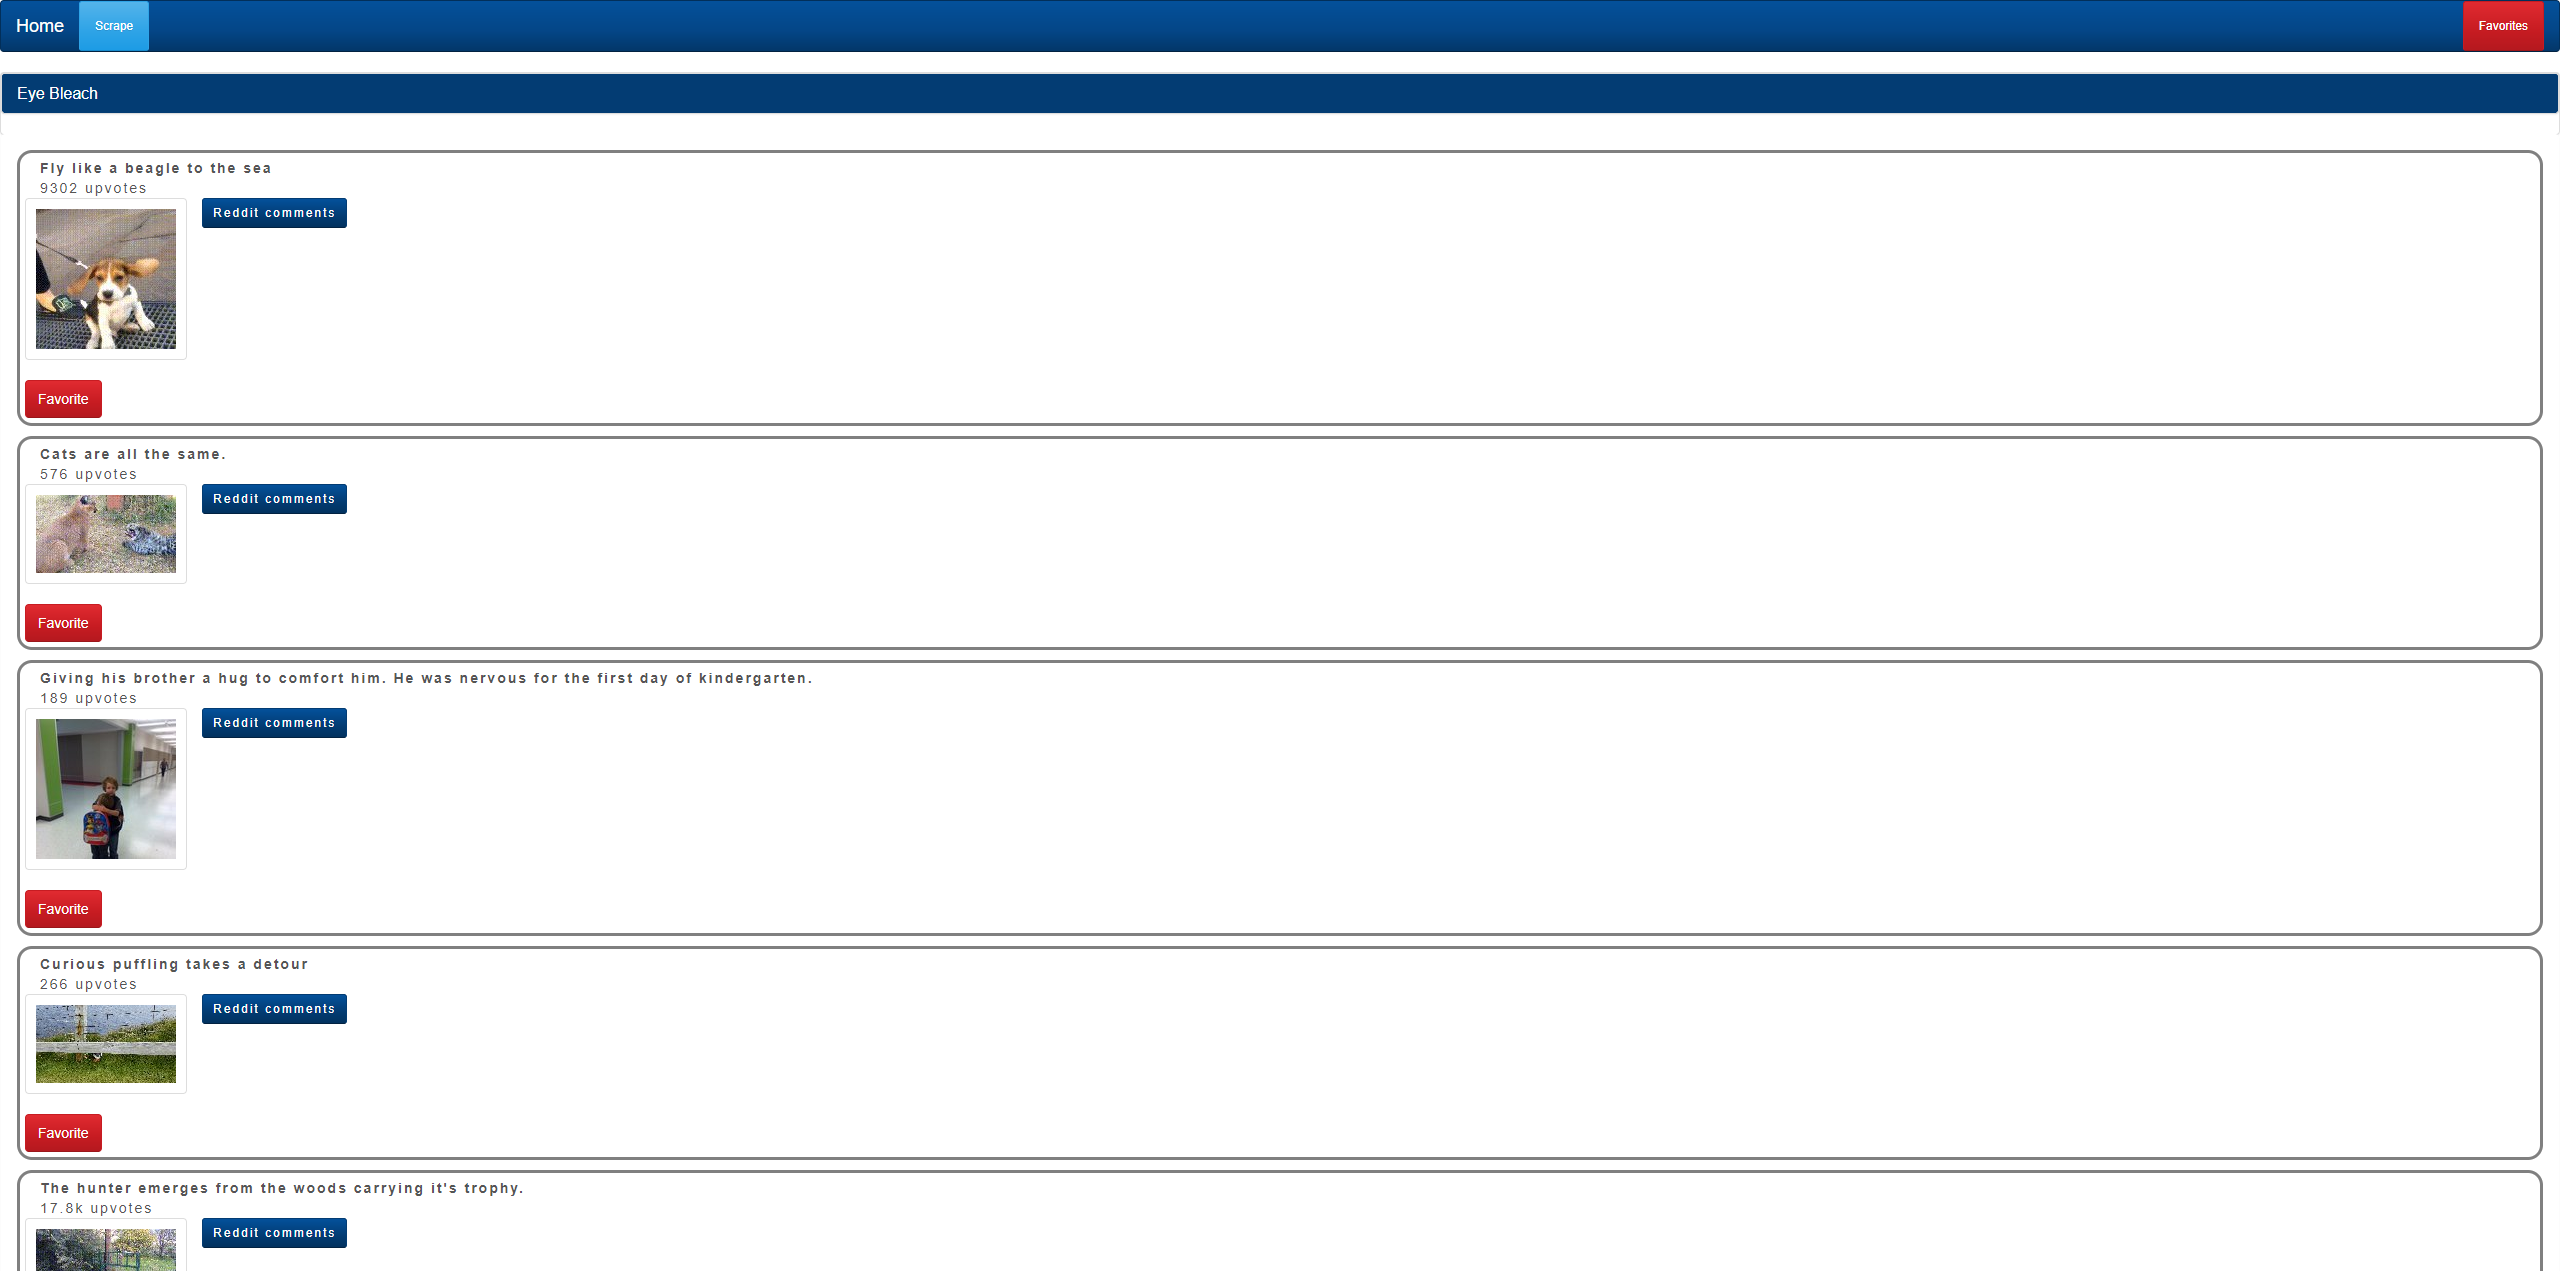 Home Scrape Favorites
Eye Bleach
Fly like a beagle to the sea
9302 upvotes
Reddit comments
Favorite
Cats are all the same.
576 upvotes
Reddit comments
Favorite
Giving his brother a hug to comfort him. He was nervous for the first day of kindergarten.
189 upvotes
Reddit comments
Favorite
Curious puffling takes a detour
266 upvotes
Reddit comments
Favorite
The hunter emerges from the woods carrying it's trophy.
17.8k upvotes
Reddit comments